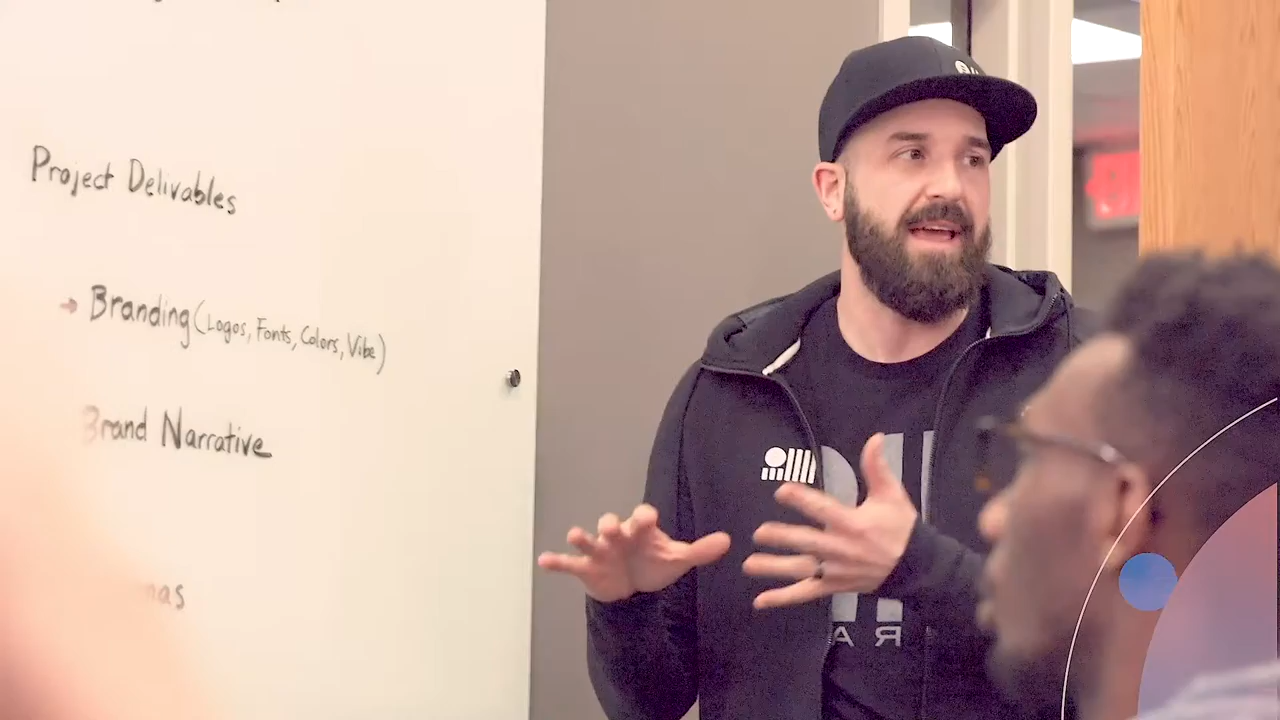 Project Delivables
Branding (Logos, Fonts, Colors, Vibe)
Brand Narrative